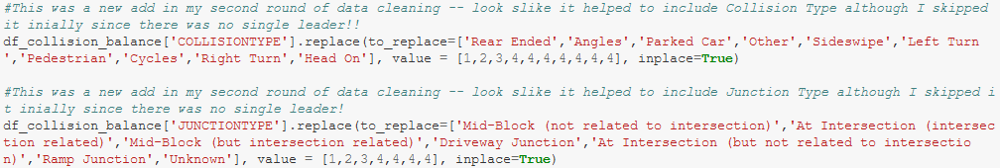 #This was a new add in my second round of data cleaning -- look slike it helped to include Collision Type although I skipped
it inially since there was no single leader!!
df_collision_balance['COLLISIONTYPE'].replace(to_replace=['Rear Ended','Angles','Parked Car','Other','Sideswipe','Left Turn
','Pedestrian','Cycles','Right Turn','Head On'], value = [1,2,3,4,4,4,4,4,4,4], inplace=True)
#This was a new add in my second round of data cleaning -- look slike it helped to include Junction Type although I skipped i
t inially since there was no single leader!
df_collision_balance['JUNCTIONTYPE'].replace(to_replace=['Mid-Block (not related to intersection)','At Intersection (intersec
tion related)','Mid-Block (but intersection related)','Driveway Junction','At Intersection (but not related to intersectio
n)','Ramp Junction','Unknown'], value = [1,2,3,4,4,4,4], inplace=True)